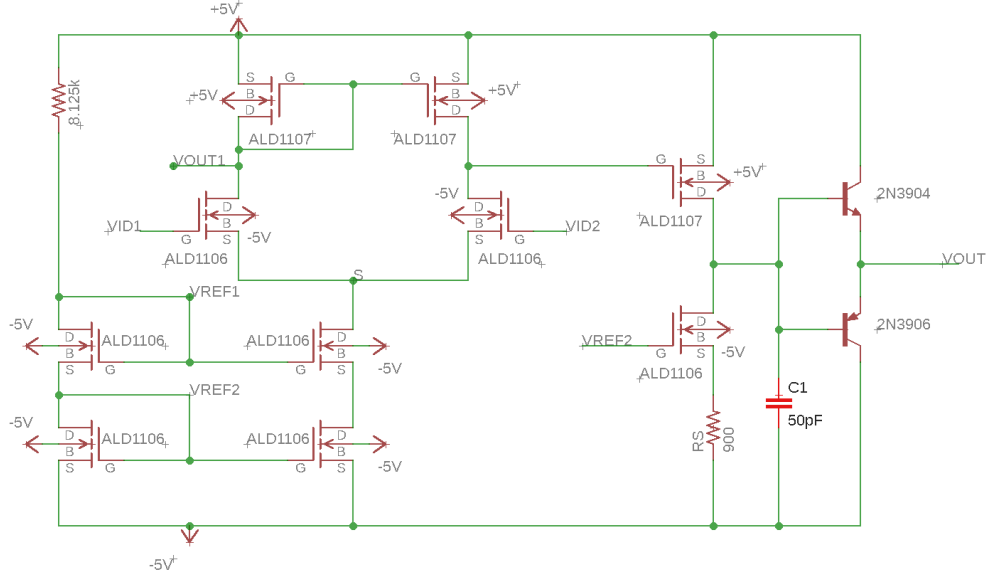 +5V
8.125k
S
G
B
D
+5V
ALD1107
G
S
B
D
+5V
ALD1107
VOUT1
VID1
D
B
S
G
-5V
ALD1106
-5V
D
B
S
G
VID2
ALD1106
G
S
B
D
+5V
ALD1107
2N3904
VOUT
2N3906
S
VREF1
-5V
D
B
S
G
ALD1106
ALD1106
D
B
S
G
-5V
VREF2
-5V
D
B
S
G
ALD1106
ALD1106
D
B
S
G
-5V
VREF2
D
B
S
G
-5V
ALD1106
RS
900
C1
50pF
-5V